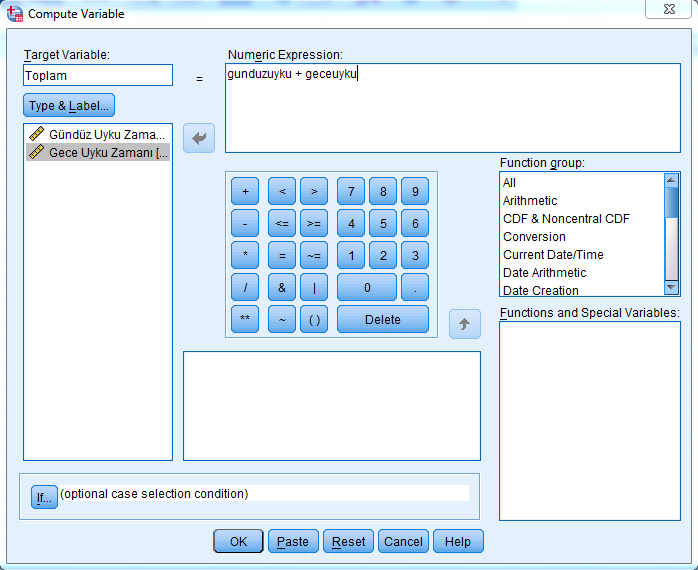 Compute Variable
Target Variable:
Toplam
=
Numeric Expression:
gunduzuyku + geceuyku
Type & Label...
Gündüz Uyku Zama...
Gece Uyku Zamanı [...
+ < > 7 8 9
- <= >= 4 5 6
* = ~= 1 2 3
/ & | 0 .
** ~ ( ) Delete
Function group:
All
Arithmetic
CDF & Noncentral CDF
Conversion
Current Date/Time
Date Arithmetic
Date Creation
Functions and Special Variables:
If... (optional case selection condition)
OK Paste Reset Cancel Help